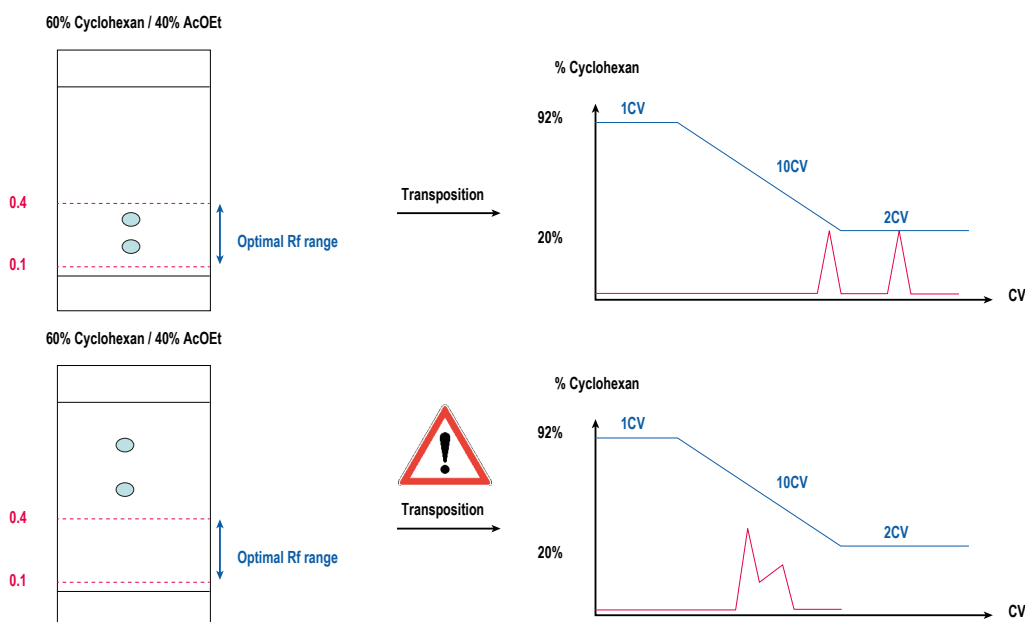 60% Cyclohexan / 40% AcOEt
0.4
0.1
Optimal Rf range
Transposition
% Cyclohexan
92%
1CV
10CV
2CV
20%
CV
60% Cyclohexan / 40% AcOEt
0.4
0.1
Optimal Rf range
!
Transposition
% Cyclohexan
92%
1CV
10CV
2CV
20%
CV